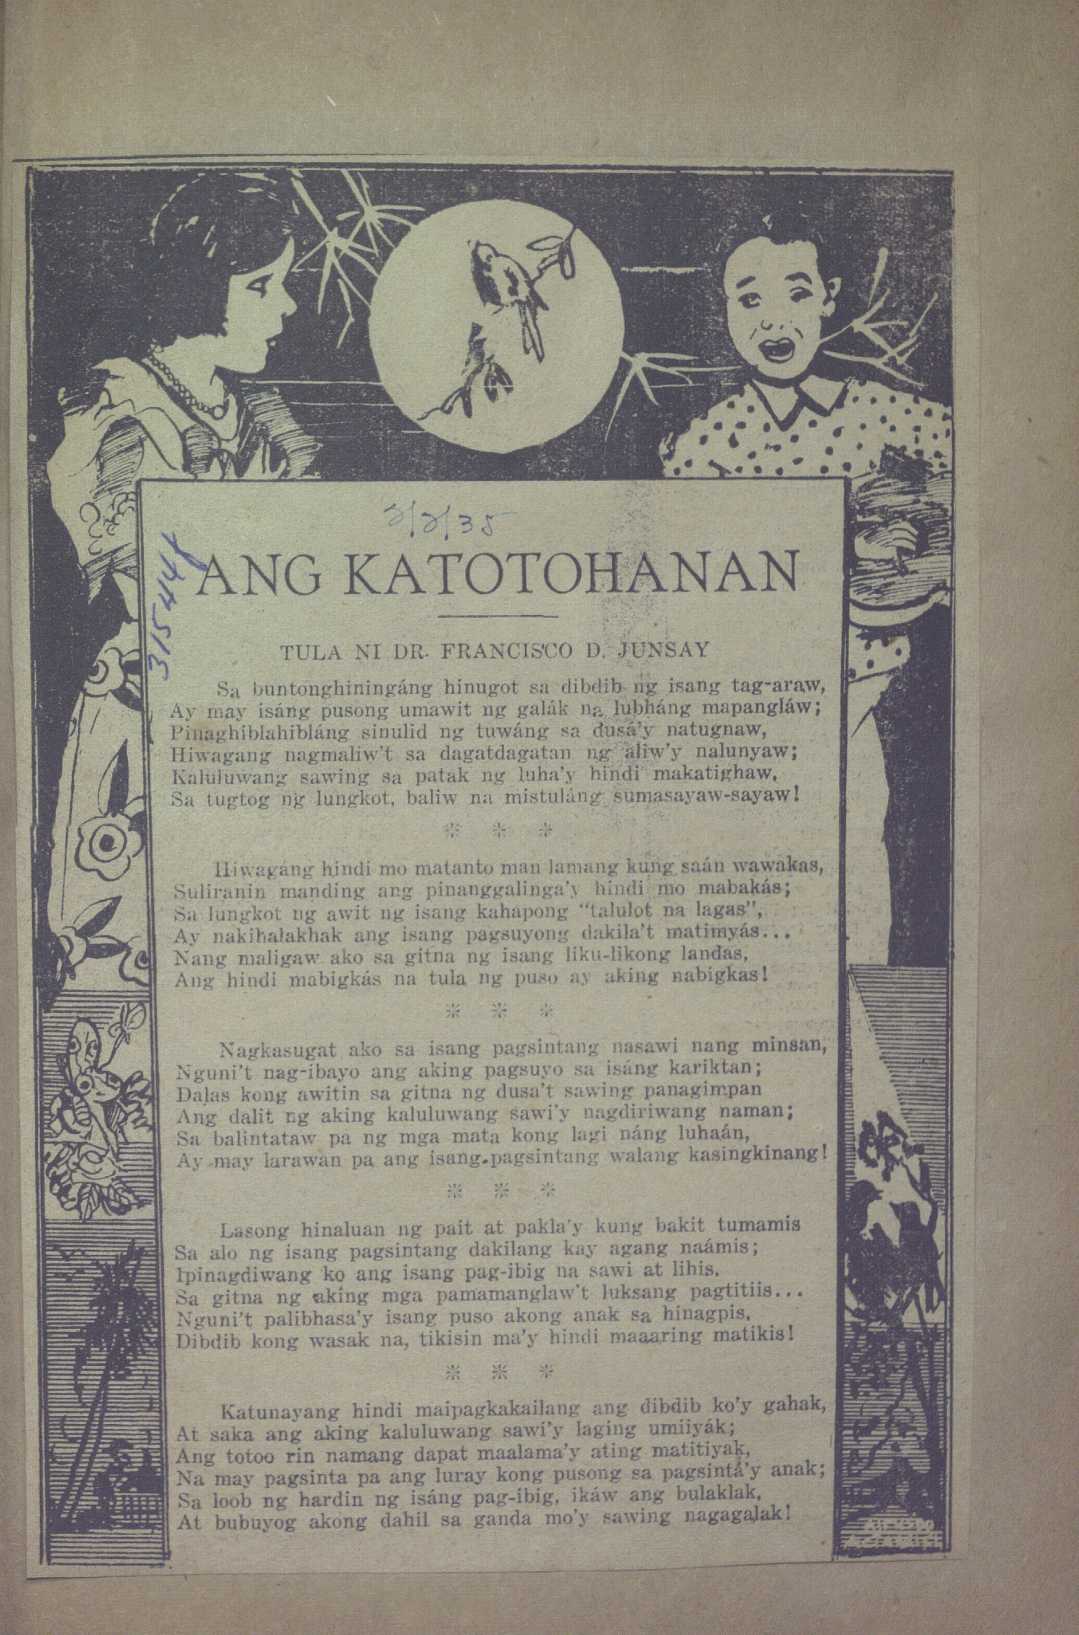 3/3/35
315444
ANG KATOTOHANAN
TULA NI DR. FRANCISCO D. JUNSAY
Sa buntonghiningáng hinugot sa dibdib ng isang tag-araw,
Ay may isáng pusong umawit ng galák na lubháng mapangláw;
Pinaghiblahibláng sinulid ng tuwáng sa dusá'y natugnaw,
Hiwagang nagmaliw't sa dagatdagatan ng aliw'y nalunyaw;
Kaluluwang sawing sa patak ng luha'y hindi makatighaw,
Sa tugtog ng lungkot, baliw na mistuláng sumasayaw-sayaw!
* * *
Hiwagáng hindi mo matanto man lamang kung saán wawakas,
Suliranin manding ang pinanggalinga'y hindi mo mabakás;
Sa lungkot ng awit ng isang kahapong "talulot na lagas",
Ay nakihalakhak ang isang pagsuyong dakila't matimyás...
Nang maligaw ako sa gitna ng isang liku-likong landas,
Ang hindi mabigkás na tula ng puso ay aking nabigkas!
* * *
Nagkasugat ako sa isang pagsintang nasawi nang minsan,
Nguni't nag-ibayo ang aking pagsuyo sa isáng kariktan;
Dalas kong awitin sa gitna ng dusa't sawing panagimpan
Ang dalit ng aking kaluluwang sawi'y nagdiriwang naman;
Sa balintataw pa ng mga mata kong lagi náng luhaán,
Ay may larawan pa ang isang pagsintang walang kasingkinang!
* * *
Lasong hinaluan ng pait at pakla'y kung bakit tumamis
Sa alo ng isang pagsintang dakilang kay agang naámis;
Ipinagdiwang ko ang isang pag-ibig na sawi at lihis,
Sa gitna ng aking mga pamamanglaw't luksang pagtitiis...
Nguni't palibhasa'y isang puso akong anak sa hinagpis,
Dibdib kong wasak na, tikisin ma'y hindi maaaring matikis!
* * *
Katunayang hindi maipagkakailang ang dibdib ko'y gahak,
At saka ang aking kaluluwang sawi'y laging umiiyák;
Ang totoo rin namang dapat maalama'y ating matitiyak,
Na may pagsinta pa ang luray kong pusong sa pagsintá'y anak;
Sa loob ng hardin ng isáng pag-ibig, ikáw ang bulaklak,
At bubuyog akong dahil sa ganda mo'y sawing nagagalak!